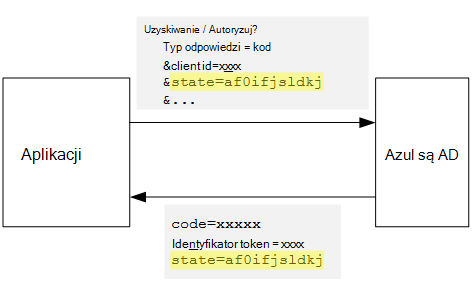 Uzyskiwanie / Autoryzuj?
Typ odpowiedzi = kod
&client id=xxxx
&state=af0ifjsldkj
&...
Aplikacji
Azul są AD
code=xxxxx
Identyfikator token = xxxx
state=af0ifjsldkj